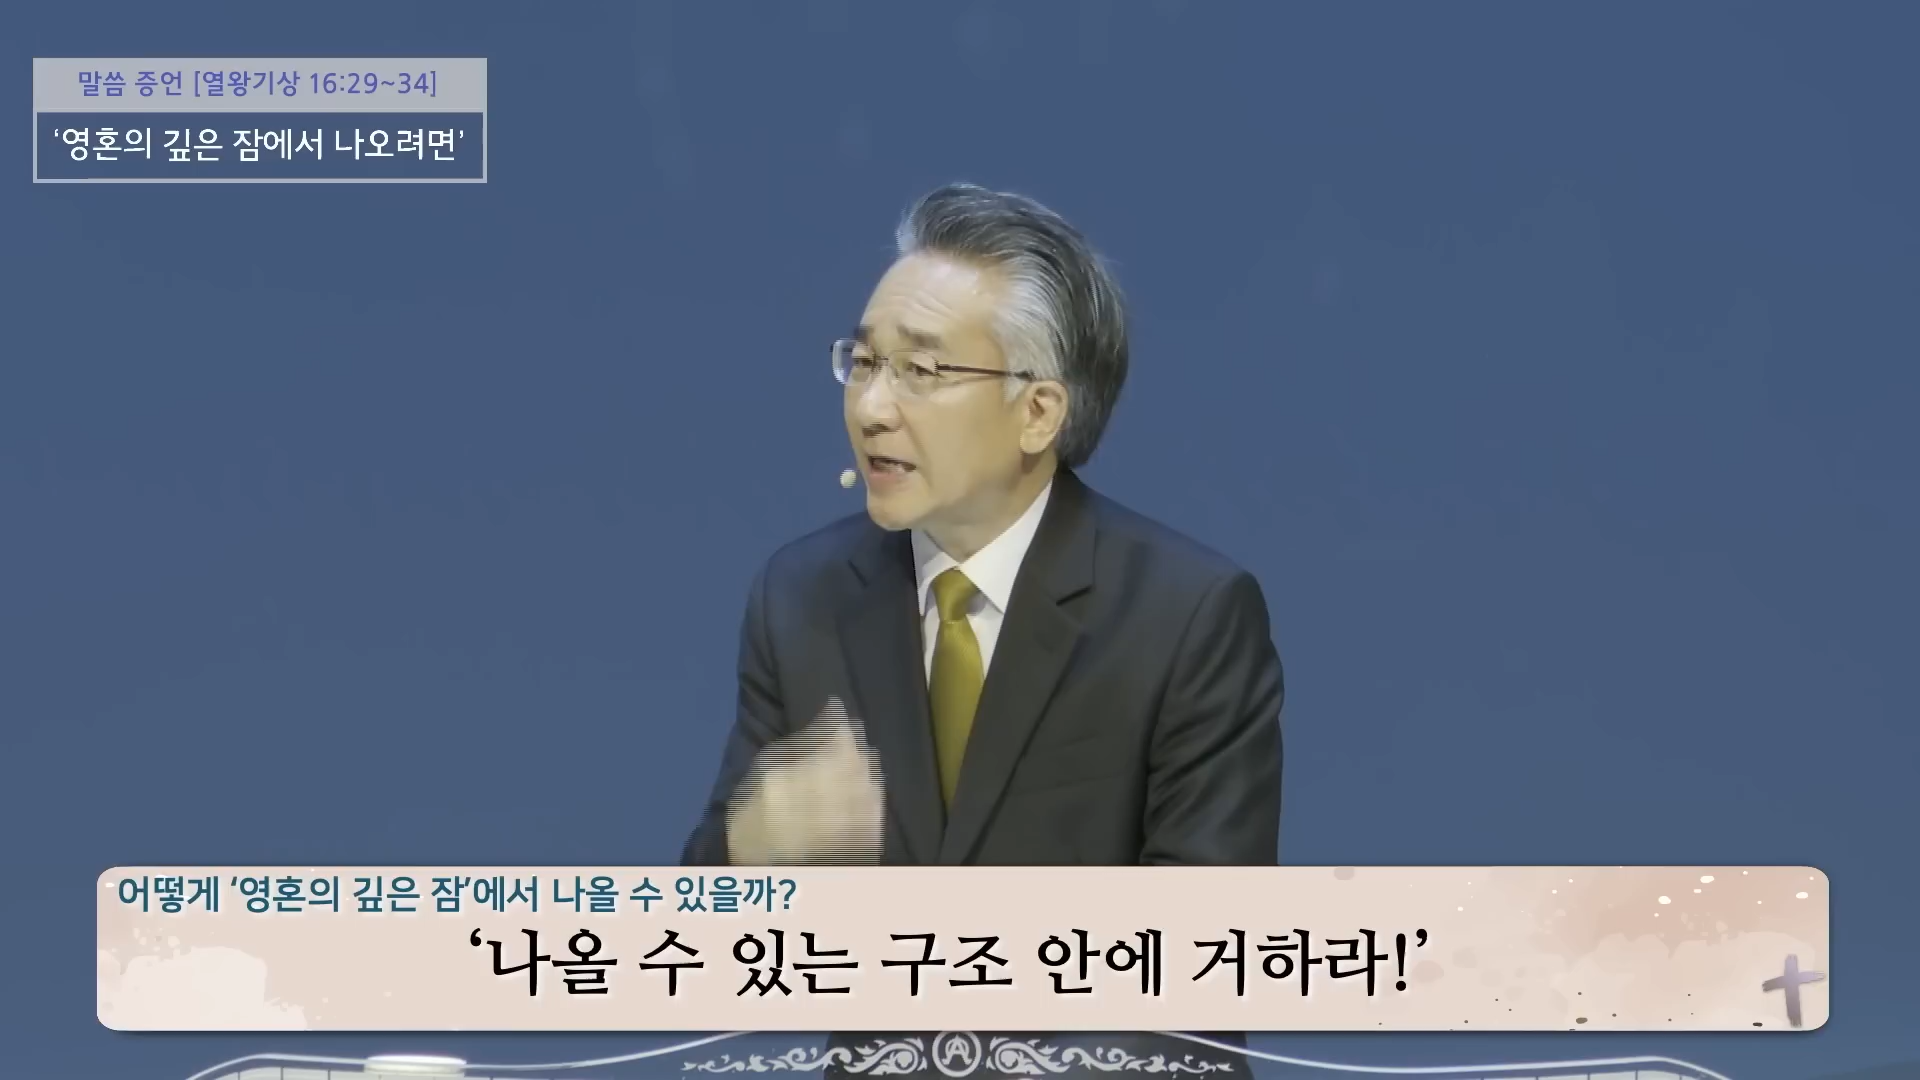 말씀 증언 [열왕기상 16:29~34]
‘영혼의 깊은 잠에서 나오려면’
어떻게 ‘영혼의 깊은 잠’에서 나올 수 있을까?
‘나올 수 있는 구조 안에 거하라!’